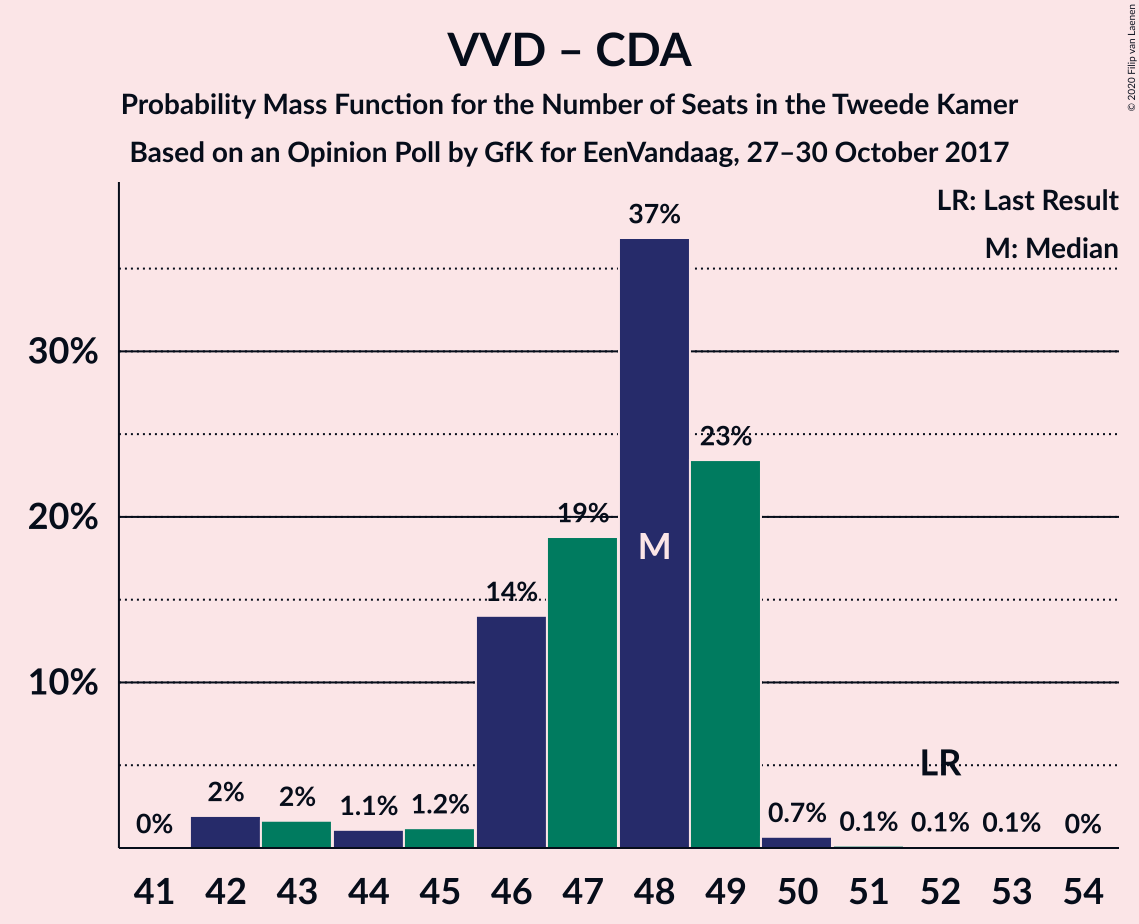 VVD – CDA
Probability Mass Function for the Number of Seats in the Tweede Kamer
Based on an Opinion Poll by GfK for EenVandaag, 27–30 October 2017
© 2020 Filip van Laenen
LR: Last Result
M: Median
30%
20%
10%
0%
2%
2%
1.1%
1.2%
14%
19%
37%
23%
0.7%
0.1%
0.1%
0.1%
0%
M
LR
41 42 43 44 45 46 47 48 49 50 51 52 53 54